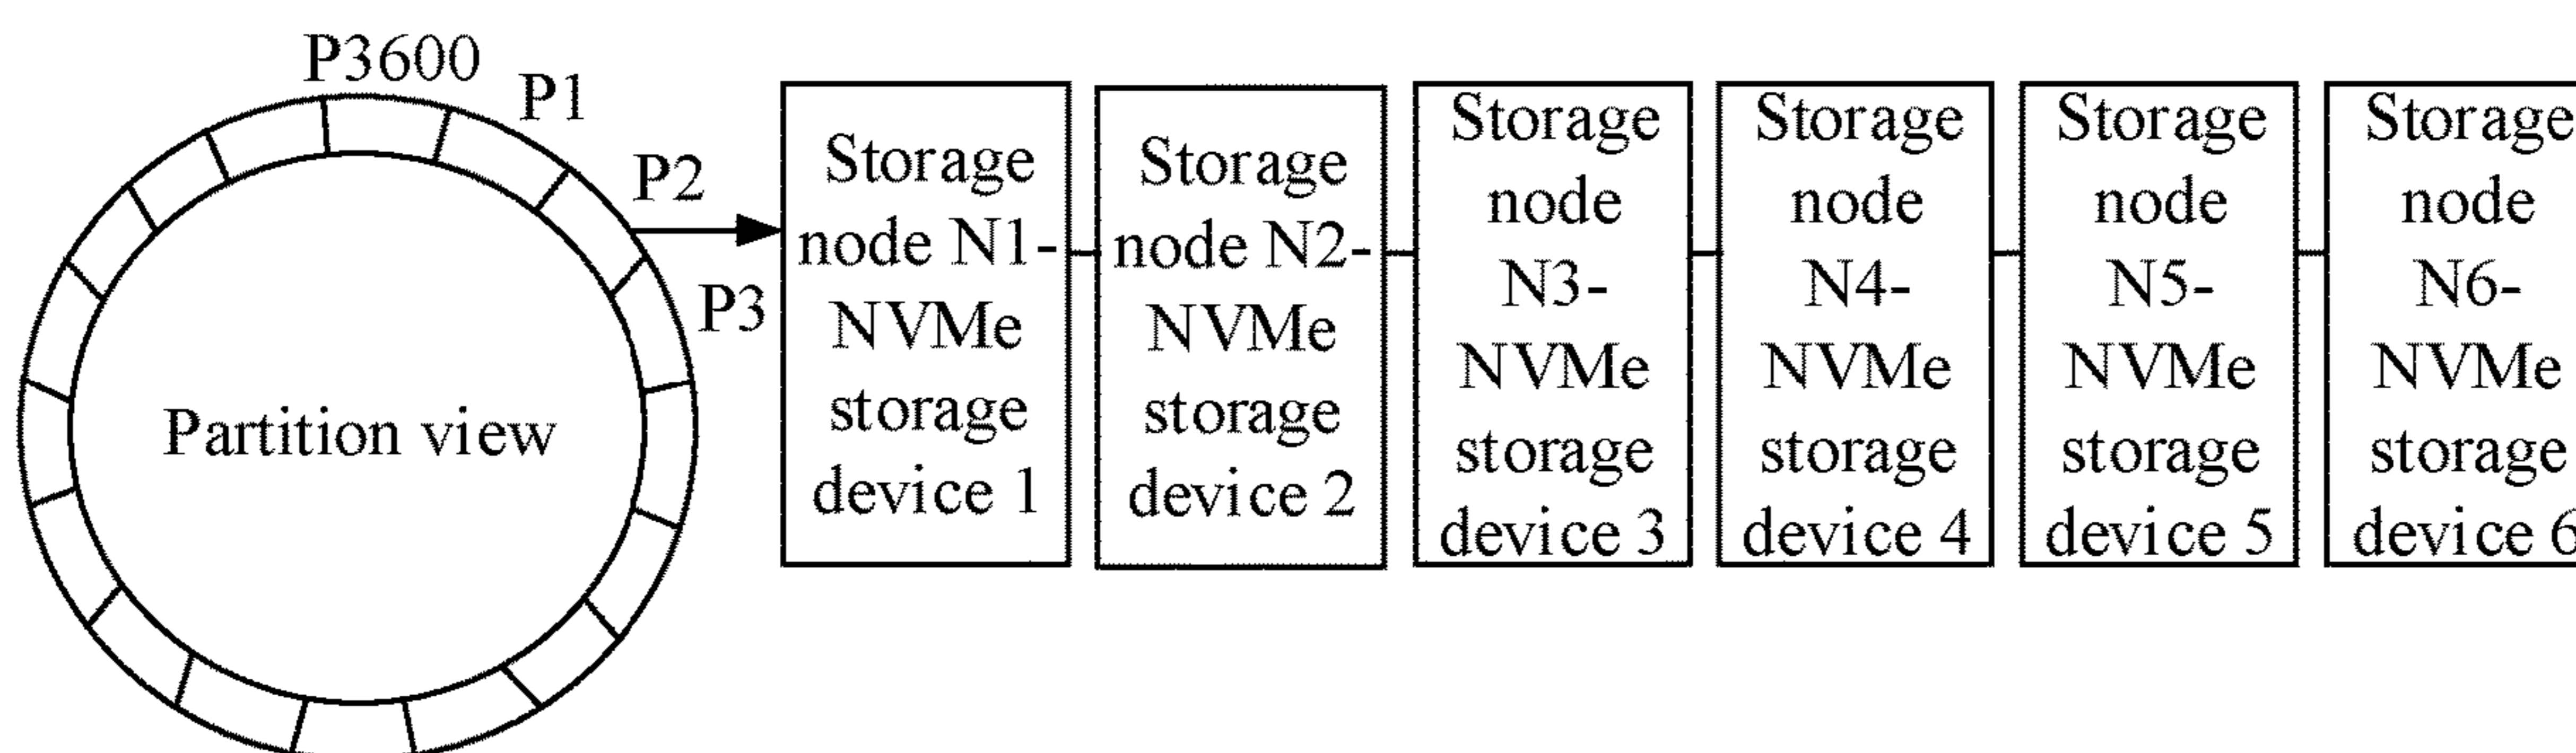 P3600
P1
P2
P3
Partition view
Storage
node N1-
NVMe
storage
device 1
Storage
node N2-
NVMe
storage
device 2
Storage
node
N3-
NVMe
storage
device 3
Storage
node
N4-
NVMe
storage
device 4
Storage
node
N5-
NVMe
storage
device 5
Storage
node
N6-
NVMe
storage
device 6